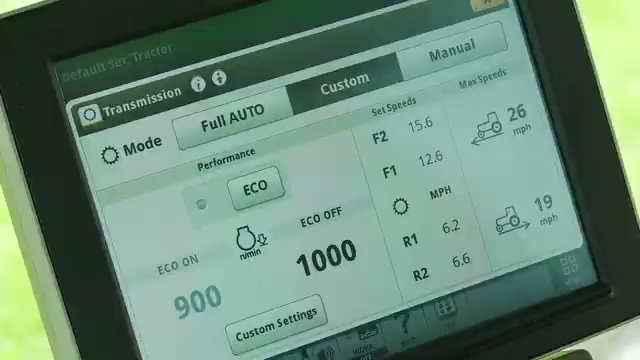 Default Set: Tractor
Transmission
Mode
Full AUTO
Custom
Manual
Performance
Set Speeds
Max Speeds
ECO
F2 15.6
26 mph
F1 12.6
MPH
ECO ON
n/min
ECO OFF
R1 6.2
19 mph
900
1000
R2 6.6
Custom Settings